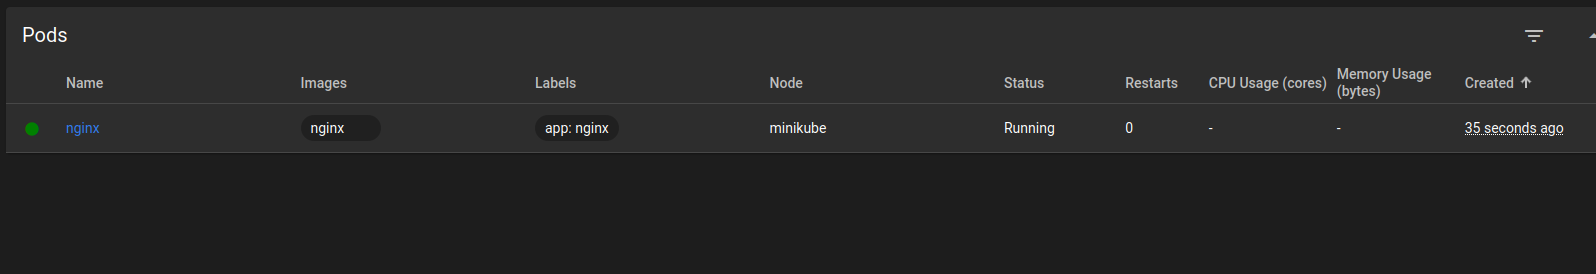 Pods
Name Images Labels Node Status Restarts CPU Usage (cores) Memory Usage (bytes) Created
nginx nginx app: nginx minikube Running 0 - - 35 seconds ago